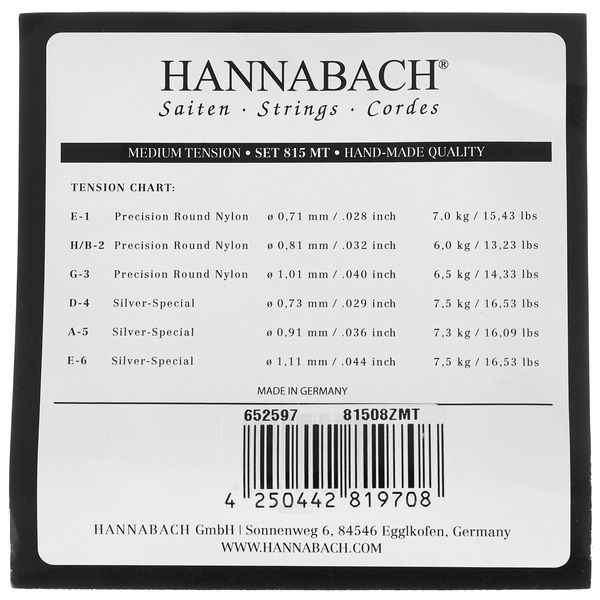 HANNABACH®
Saiten · Strings · Cordes
MEDIUM TENSION • SET 815 MT • HAND-MADE QUALITY
TENSION CHART:
E-1 Precision Round Nylon ø 0,71 mm / .028 inch 7,0 kg / 15,43 lbs
H/B-2 Precision Round Nylon ø 0,81 mm / .032 inch 6,0 kg / 13,23 lbs
G-3 Precision Round Nylon ø 1,01 mm / .040 inch 6,5 kg / 14,33 lbs
D-4 Silver-Special ø 0,73 mm / .029 inch 7,5 kg / 16,53 lbs
A-5 Silver-Special ø 0,91 mm / .036 inch 7,3 kg / 16,09 lbs
E-6 Silver-Special ø 1,11 mm / .044 inch 7,5 kg / 16,53 lbs
MADE IN GERMANY
652597 81508ZMT
4 250442 819708
HANNABACH GmbH | Sonnenweg 6, 84546 Egglkofen, Germany
WWW.HANNABACH.COM